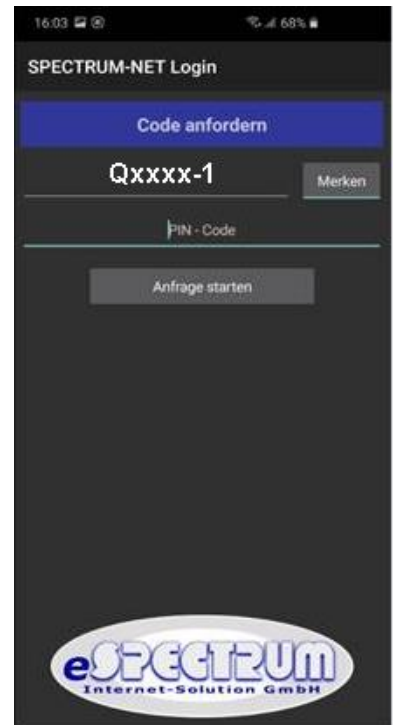 16:03 68%
SPECTRUM-NET Login
Code anfordern
Qxxxx-1
Merken
PIN - Code
Anfrage starten
eSPECTRUM
Internet-Solution GmbH